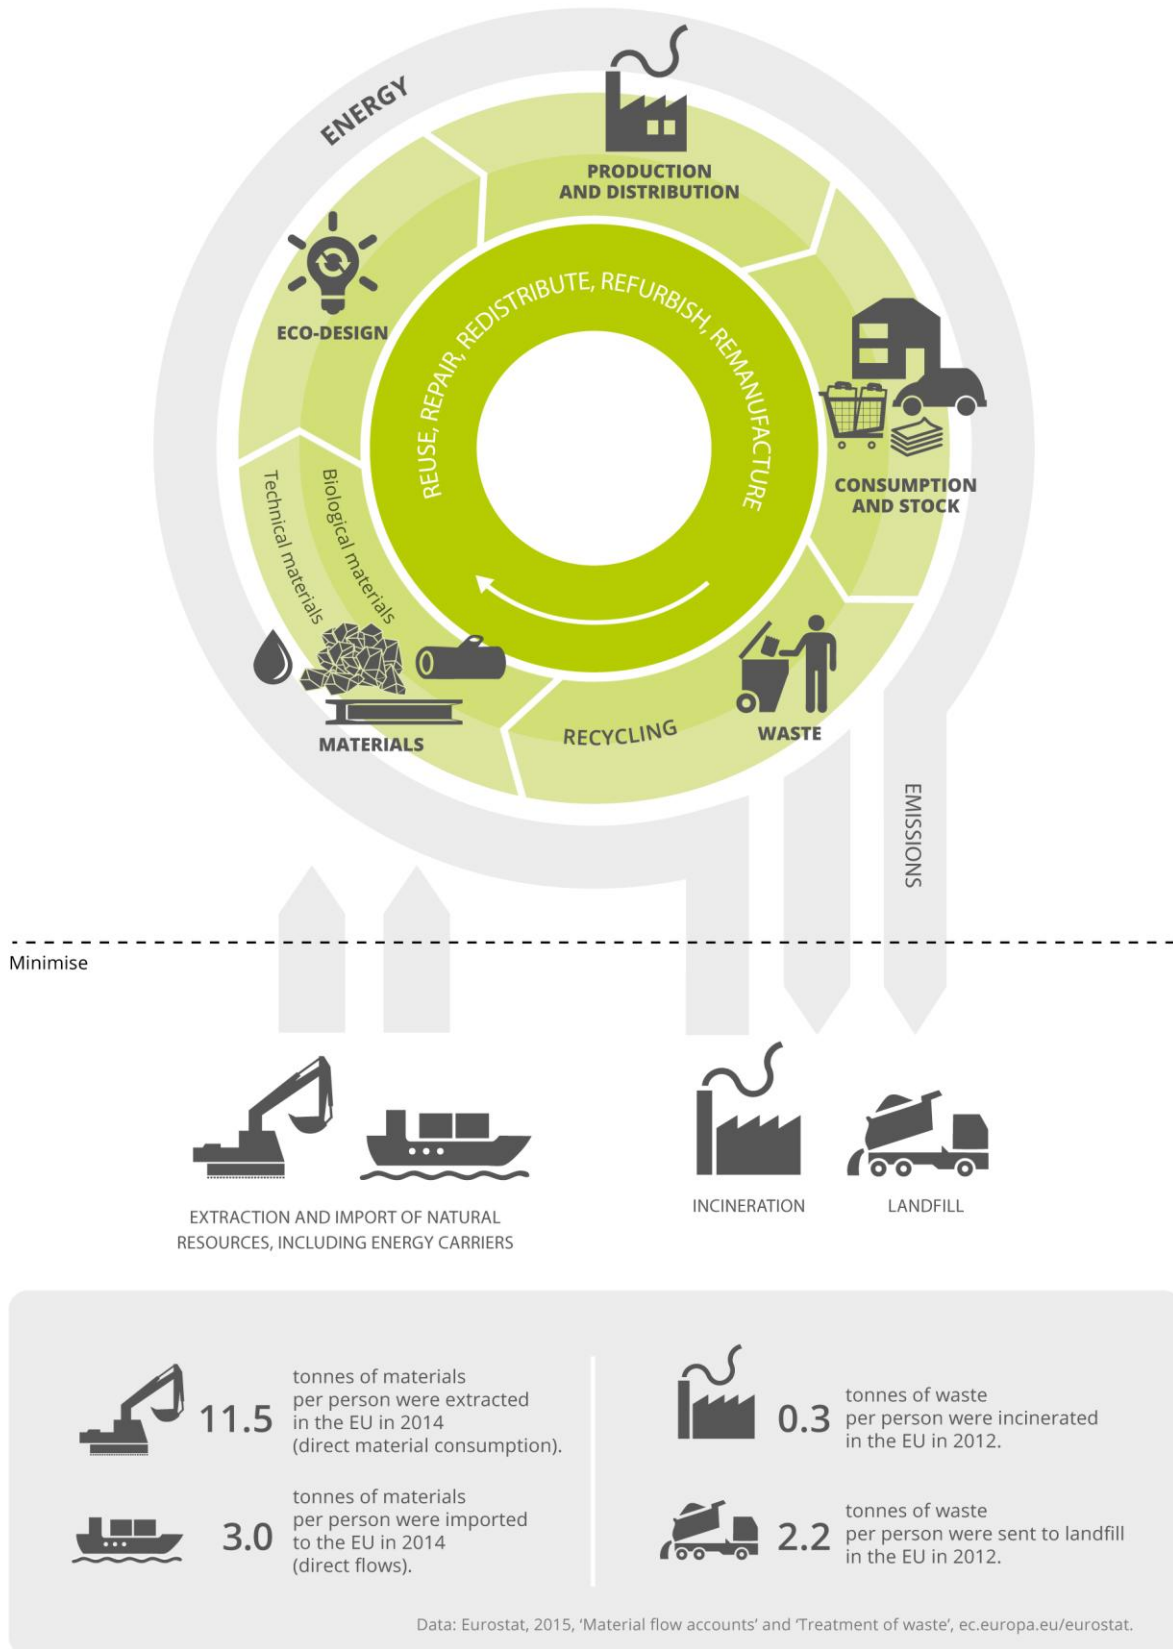 ENERGY
PRODUCTION
AND DISTRIBUTION
ECO-DESIGN
REUSE, REPAIR, REDISTRIBUTE, REFURBISH, REMANUFACTURE
CONSUMPTION
AND STOCK
Technical materials
Biological materials
MATERIALS
RECYCLING
WASTE
EMISSIONS
Minimise
EXTRACTION AND IMPORT OF NATURAL
RESOURCES, INCLUDING ENERGY CARRIERS
INCINERATION
LANDFILL
11.5
tonnes of materials
per person were extracted
in the EU in 2014
(direct material consumption).
3.0
tonnes of materials
per person were imported
to the EU in 2014
(direct flows).
0.3
tonnes of waste
per person were incinerated
in the EU in 2012.
2.2
tonnes of waste
per person were sent to landfill
in the EU in 2012.
Data: Eurostat, 2015, ‘Material flow accounts’ and ‘Treatment of waste’, ec.europa.eu/eurostat.